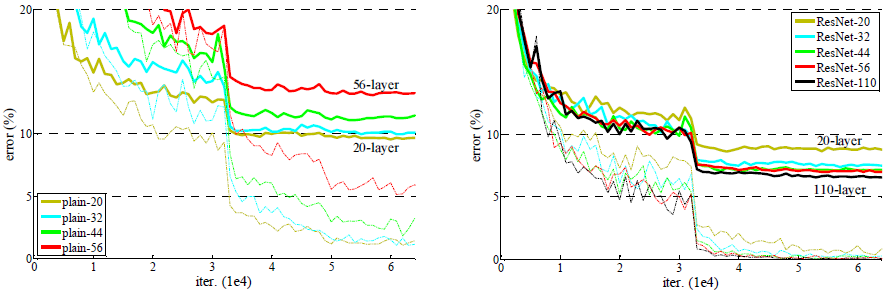 20
15
10
5
0
error (%)
56-layer
20-layer
plain-20
plain-32
plain-44
plain-56
0 1 2 3 4 5 6
iter. (1e4)
20
10
5
0
error (%)
ResNet-20
ResNet-32
ResNet-44
ResNet-56
ResNet-110
20-layer
110-layer
0 1 2 3 4 5 6
iter. (1e4)